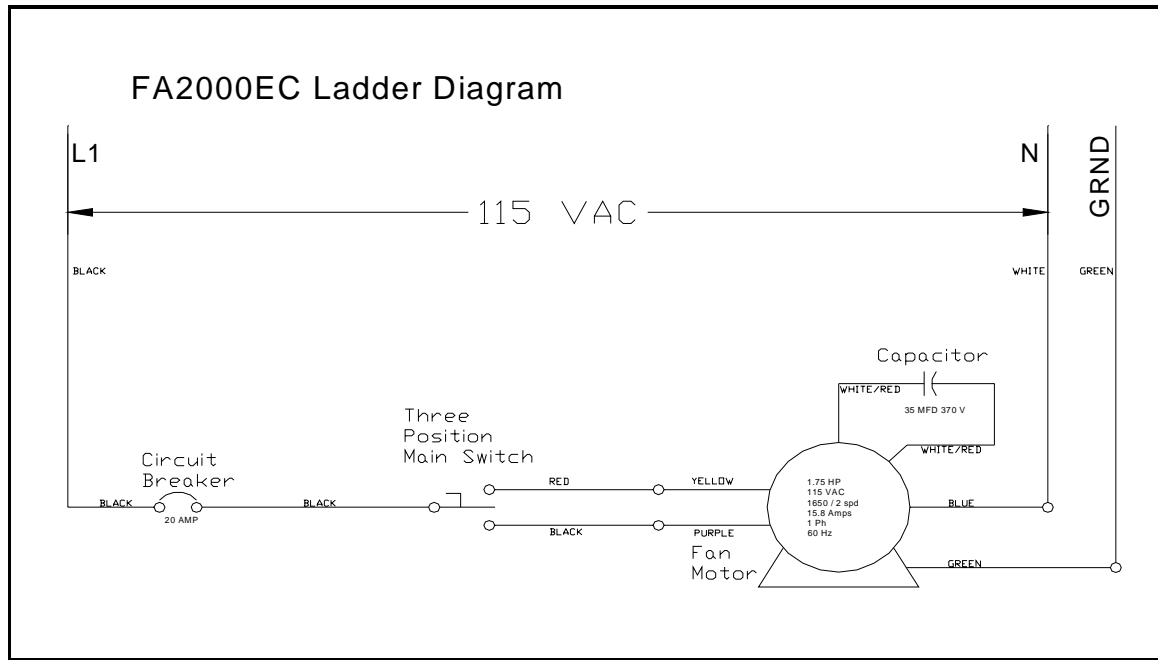 FA2000EC Ladder Diagram
L1
N
GRND
115 VAC
BLACK
WHITE
GREEN
Capacitor
WHITE/RED
35 MFD 370 V
WHITE/RED
Three
Position
Main Switch
Circuit
Breaker
BLACK
20 AMP
BLACK
RED
YELLOW
BLACK
PURPLE
Fan
Motor
1.75 HP
115 VAC
1650 / 2 spd
15.8 Amps
1 Ph
60 Hz
BLUE
GREEN